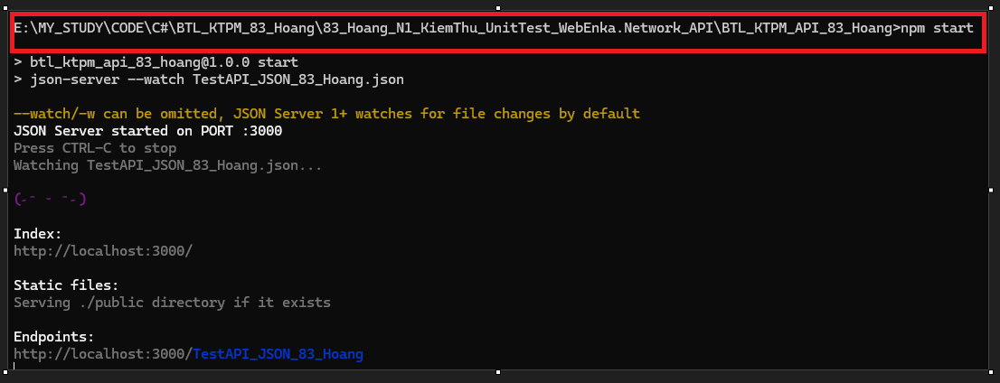 E:\MY_STUDY\CODE\C#\BTL_KTPM_83_Hoang\83_Hoang_N1_KiemThu_UnitTest_WebEnka.Network_API\BTL_KTPM_API_83_Hoang>npm start
> btl_ktpm_api_83_hoang@1.0.0 start
> json-server --watch TestAPI_JSON_83_Hoang.json
--watch/-w can be omitted, JSON Server 1+ watches for file changes by default
JSON Server started on PORT :3000
Press CTRL-C to stop
Watching TestAPI_JSON_83_Hoang.json...
(˶ᵔ ᵕ ᵔ˶)
Index:
http://localhost:3000/
Static files:
Serving ./public directory if it exists
Endpoints:
http://localhost:3000/TestAPI_JSON_83_Hoang